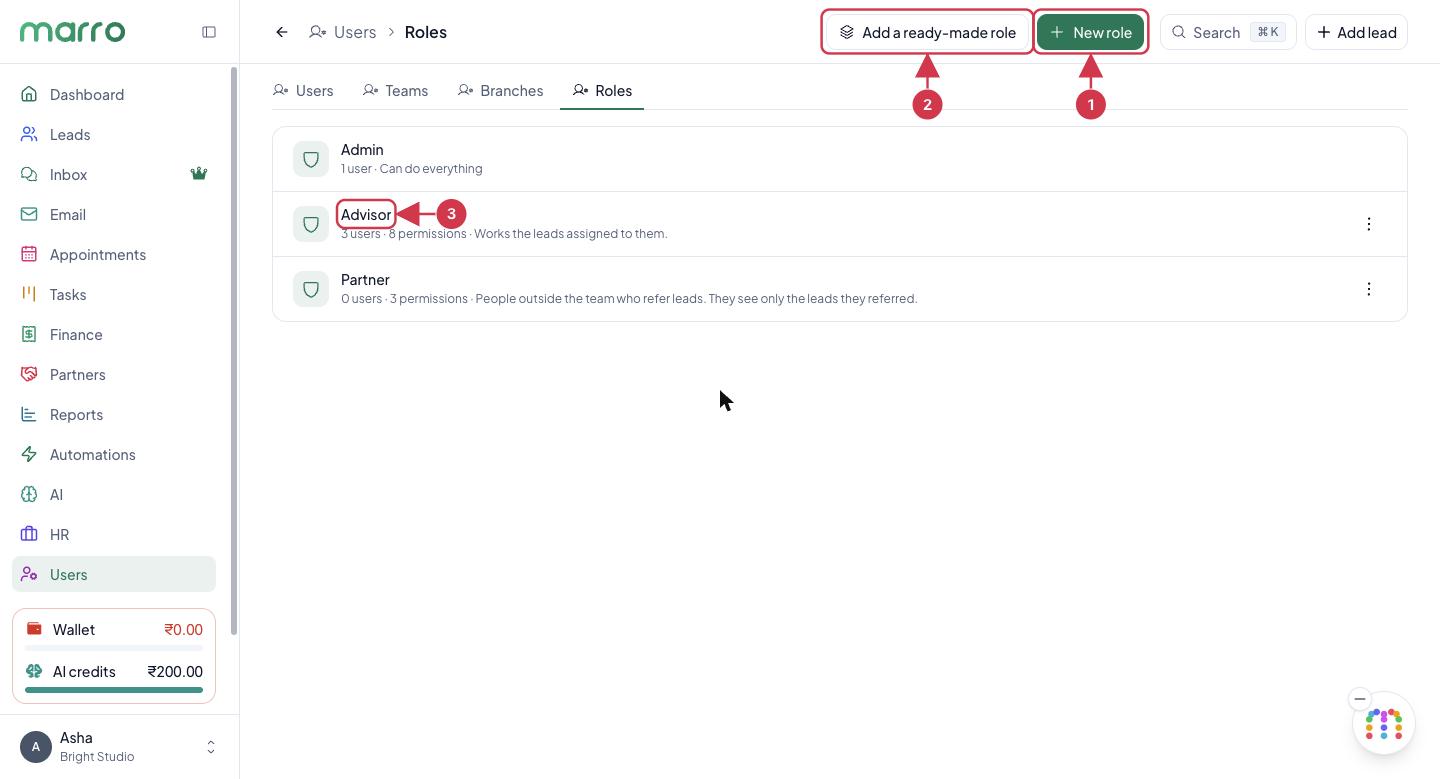 marro
Users
Roles
Add a ready-made role
New role
Search
⌘ K
Add lead
Dashboard
Leads
Inbox
Email
Appointments
Tasks
Finance
Partners
Reports
Automations
AI
HR
Users
Wallet ₹0.00
AI credits ₹200.00
A
Asha
Bright Studio
Users
Teams
Branches
Roles
2
1
Admin
1 user · Can do everything
Advisor
3
3 users · 8 permissions · Works the leads assigned to them.
Partner
0 users · 3 permissions · People outside the team who refer leads. They see only the leads they referred.